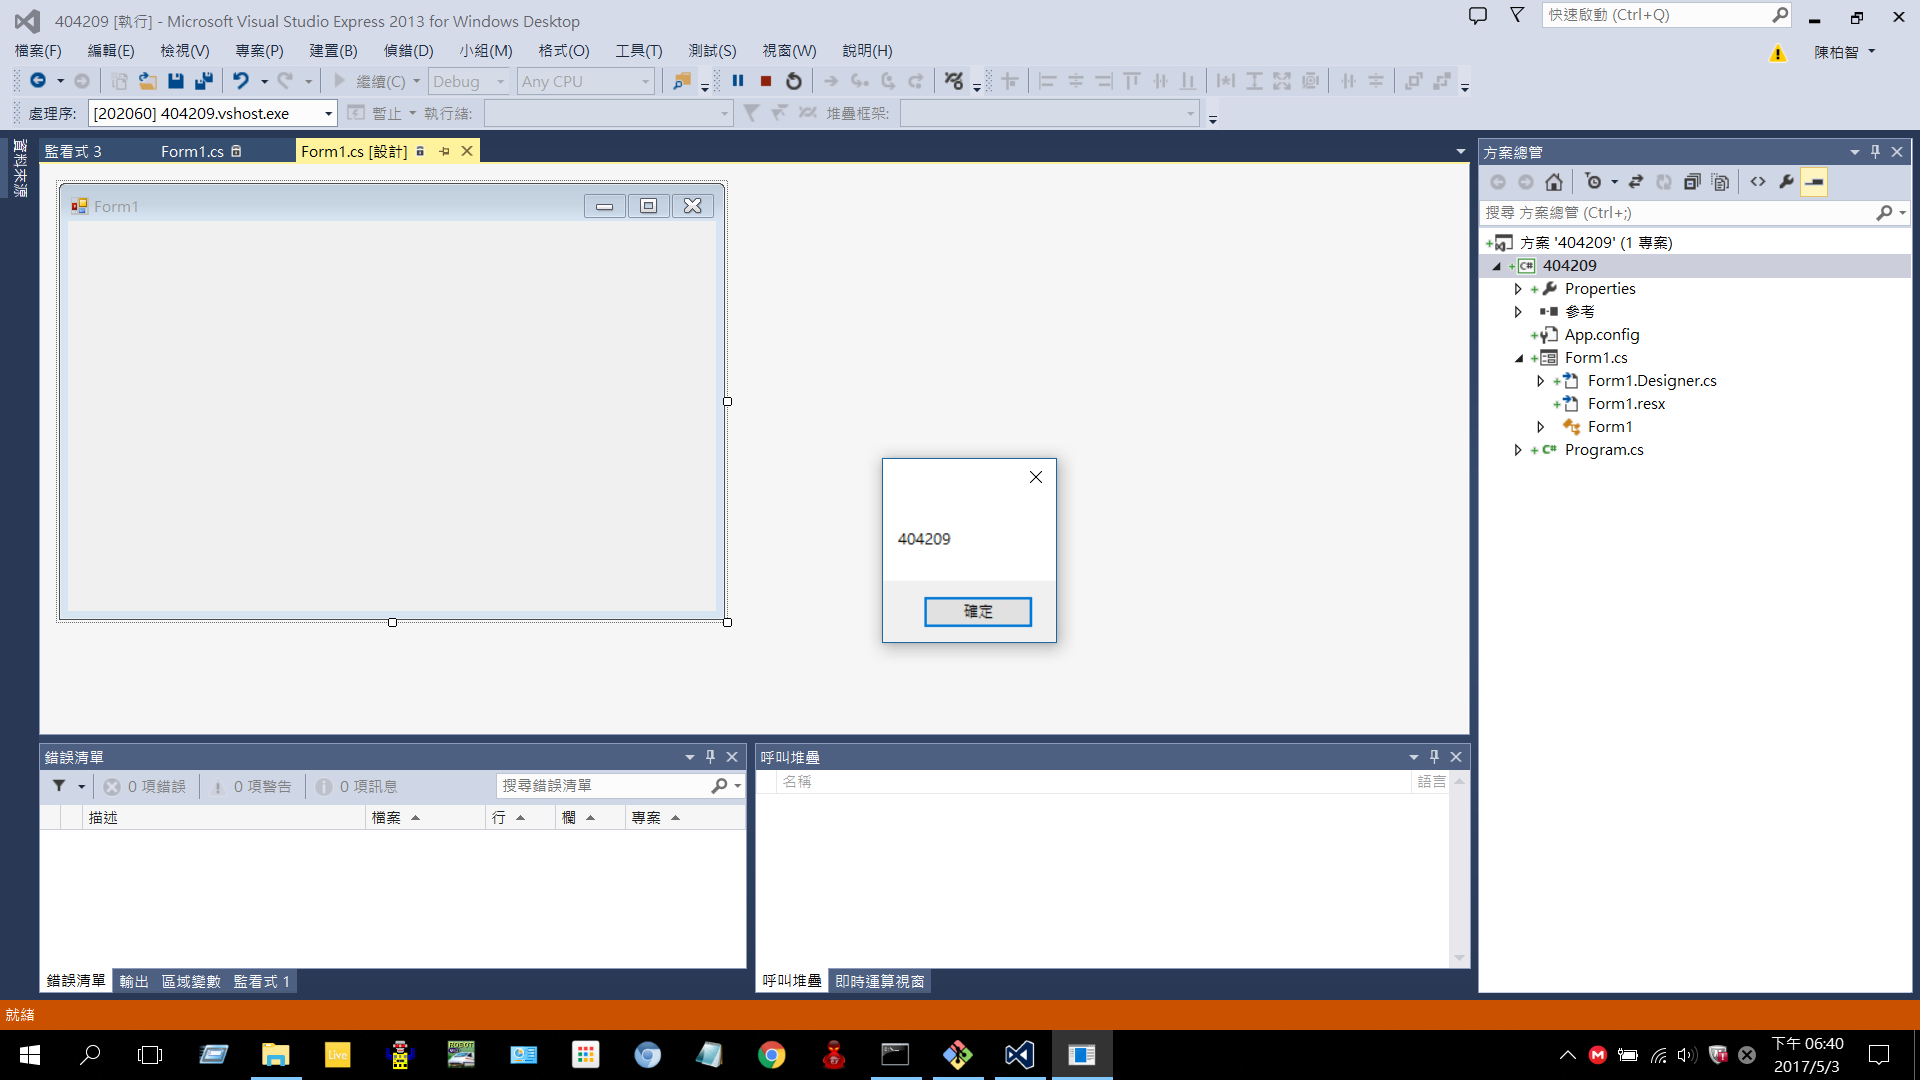 404209 [執行] - Microsoft Visual Studio Express 2013 for Windows Desktop
快速啟動 (Ctrl+Q)
檔案(F) 編輯(E) 檢視(V) 專案(P) 建置(B) 偵錯(D) 小組(M) 格式(O) 工具(T) 測試(S) 視窗(W) 說明(H)
陳柏智
繼續(C) Debug Any CPU
處理序: [202060] 404209.vshost.exe 暫止 執行緒: 堆疊框架:
資料來源
監看式 3 Form1.cs Form1.cs [設計]
Form1
404209
確定
方案總管
搜尋 方案總管 (Ctrl+;)
方案 '404209' (1 專案)
C# 404209
Properties
參考
App.config
Form1.cs
Form1.Designer.cs
Form1.resx
Form1
C# Program.cs
錯誤清單
0 項錯誤 0 項警告 0 項訊息 搜尋錯誤清單
描述 檔案 行 欄 專案
錯誤清單 輸出 區域變數 監看式 1
呼叫堆疊
名稱 語言
呼叫堆疊 即時運算視窗
就緒
Live
下午 06:40
2017/5/3